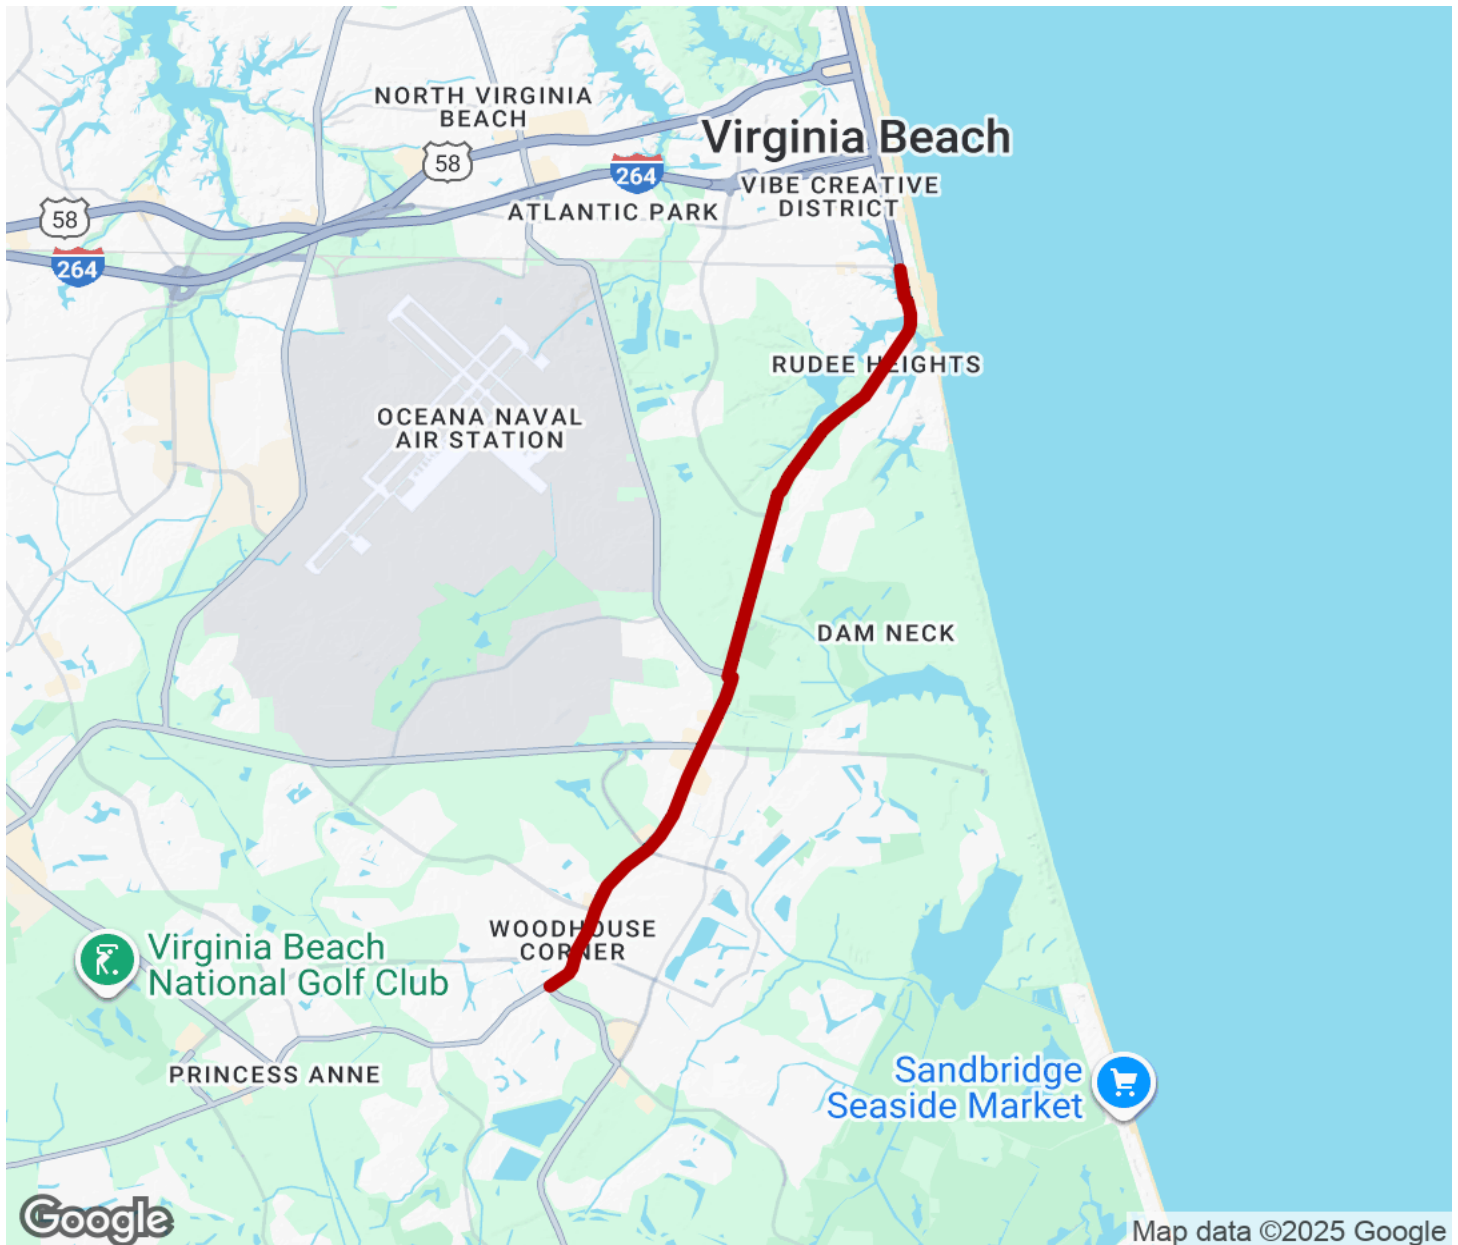 NORTH VIRGINIA
BEACH
58
Virginia Beach
264
VIBE CREATIVE
DISTRICT
58
ATLANTIC PARK
264
RUDEE HEIGHTS
OCEANA NAVAL
AIR STATION
DAM NECK
WOODHOUSE
CORNER
Virginia Beach
National Golf Club
PRINCESS ANNE
Sandbridge
Seaside Market
Google
Map data ©2025 Google